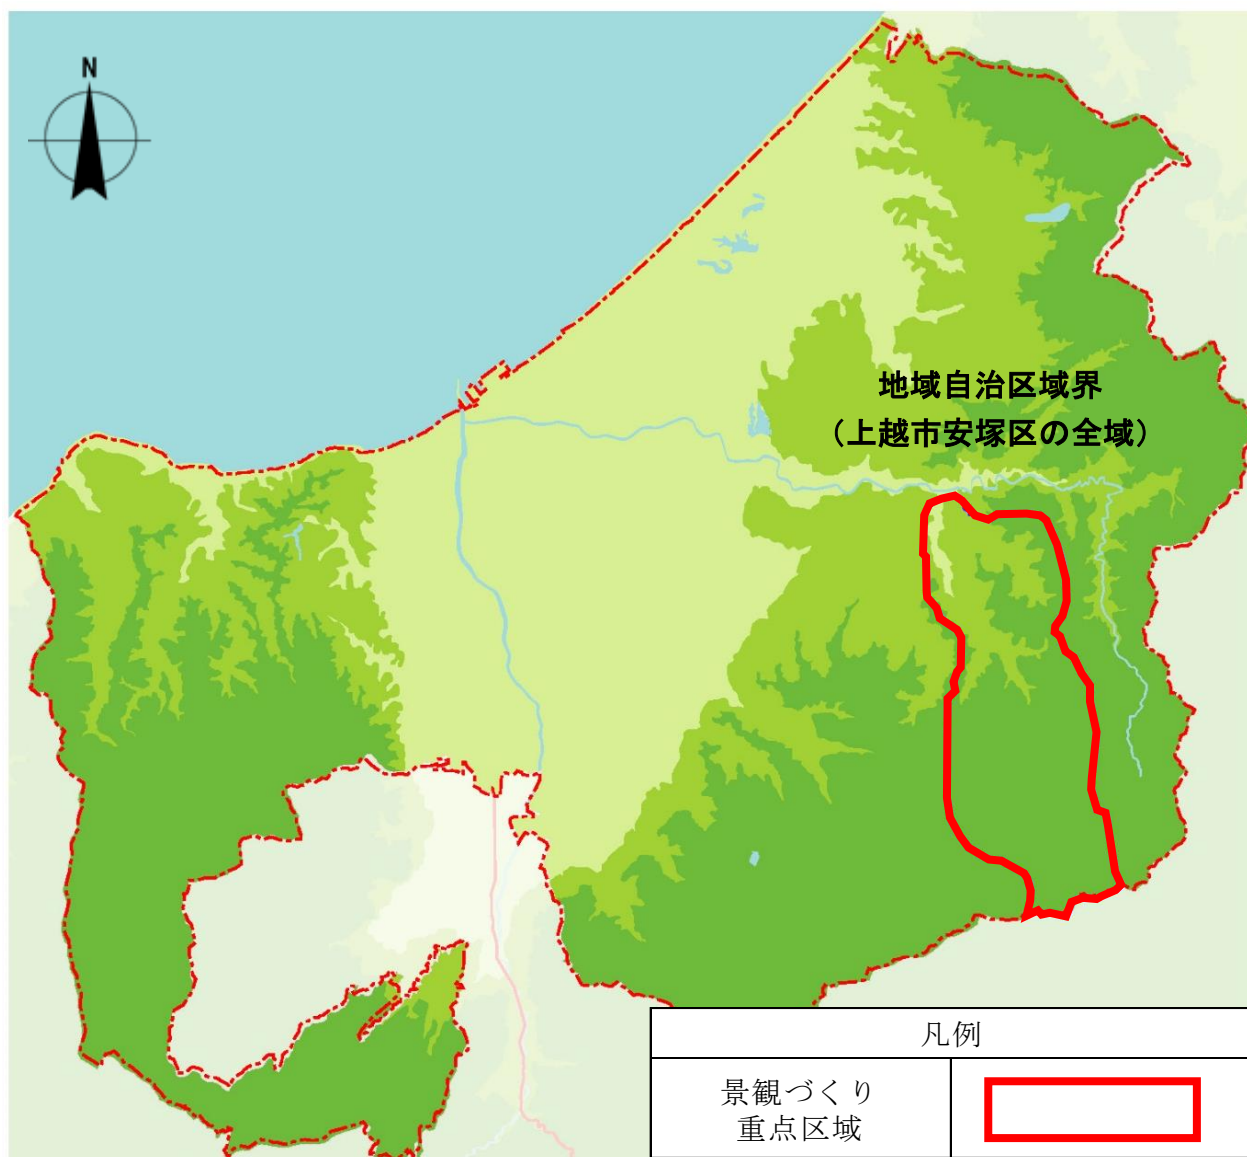 N
地域自治区域界
（上越市安塚区の全域）
凡例
景観づくり
重点区域